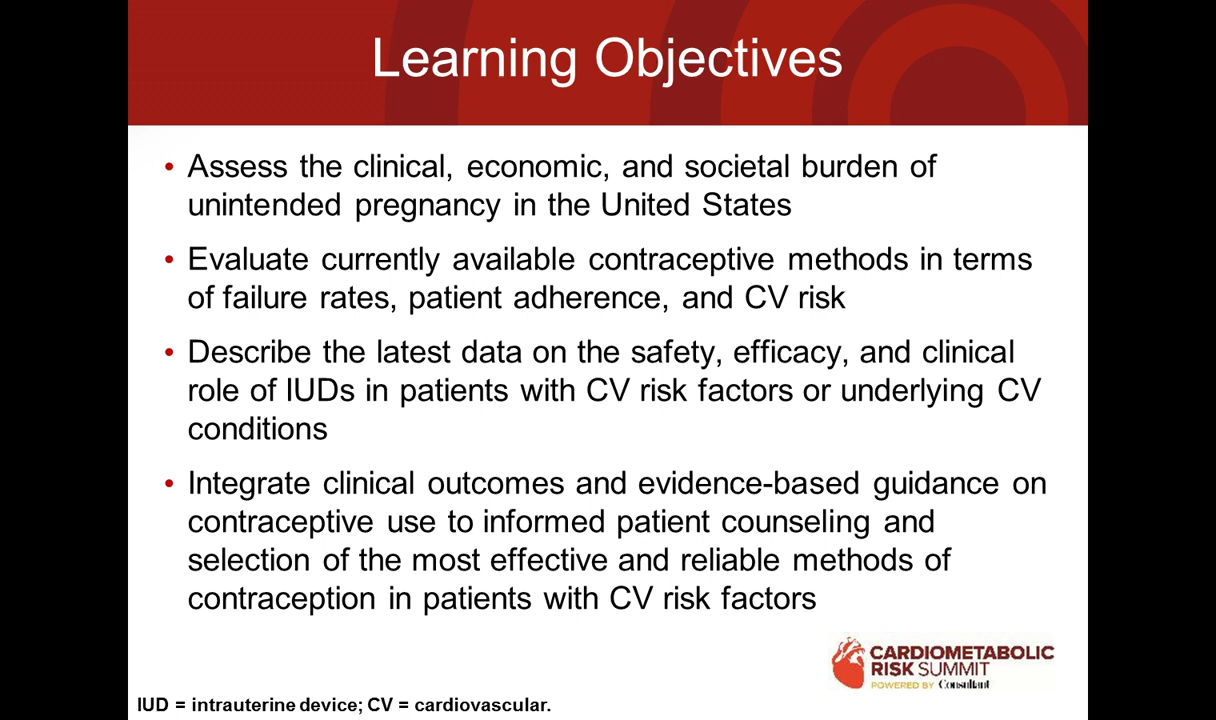 Learning Objectives
• Assess the clinical, economic, and societal burden of
unintended pregnancy in the United States
• Evaluate currently available contraceptive methods in terms
of failure rates, patient adherence, and CV risk
• Describe the latest data on the safety, efficacy, and clinical
role of IUDs in patients with CV risk factors or underlying CV
conditions
• Integrate clinical outcomes and evidence-based guidance on
contraceptive use to informed patient counseling and
selection of the most effective and reliable methods of
contraception in patients with CV risk factors
CARDIOMETABOLIC
RISK SUMMIT
POWERED BY Consultant
IUD = intrauterine device; CV = cardiovascular.